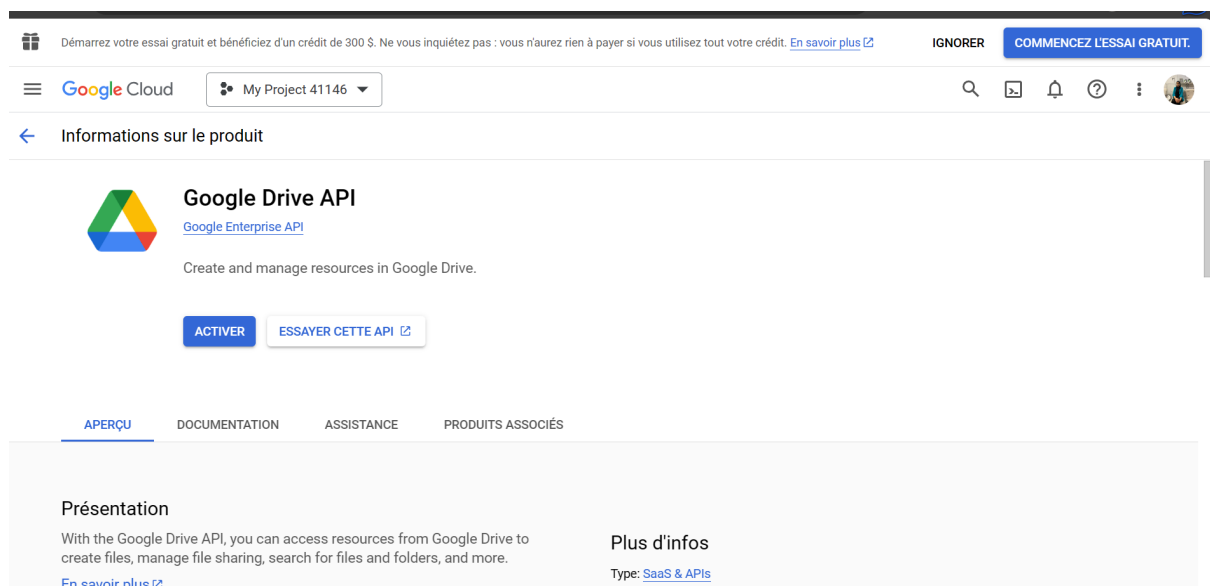 Démarrez votre essai gratuit et bénéficiez d'un crédit de 300 $. Ne vous inquiétez pas : vous n'aurez rien à payer si vous utilisez tout votre crédit. En savoir plus
IGNORER
COMMENCEZ L'ESSAI GRATUIT.
Google Cloud
My Project 41146
Informations sur le produit
Google Drive API
Google Enterprise API
Create and manage resources in Google Drive.
ACTIVER
ESSAYER CETTE API
APERÇU
DOCUMENTATION
ASSISTANCE
PRODUITS ASSOCIÉS
Présentation
With the Google Drive API, you can access resources from Google Drive to
create files, manage file sharing, search for files and folders, and more.
En savoir plus
Plus d'infos
Type: SaaS & APIs